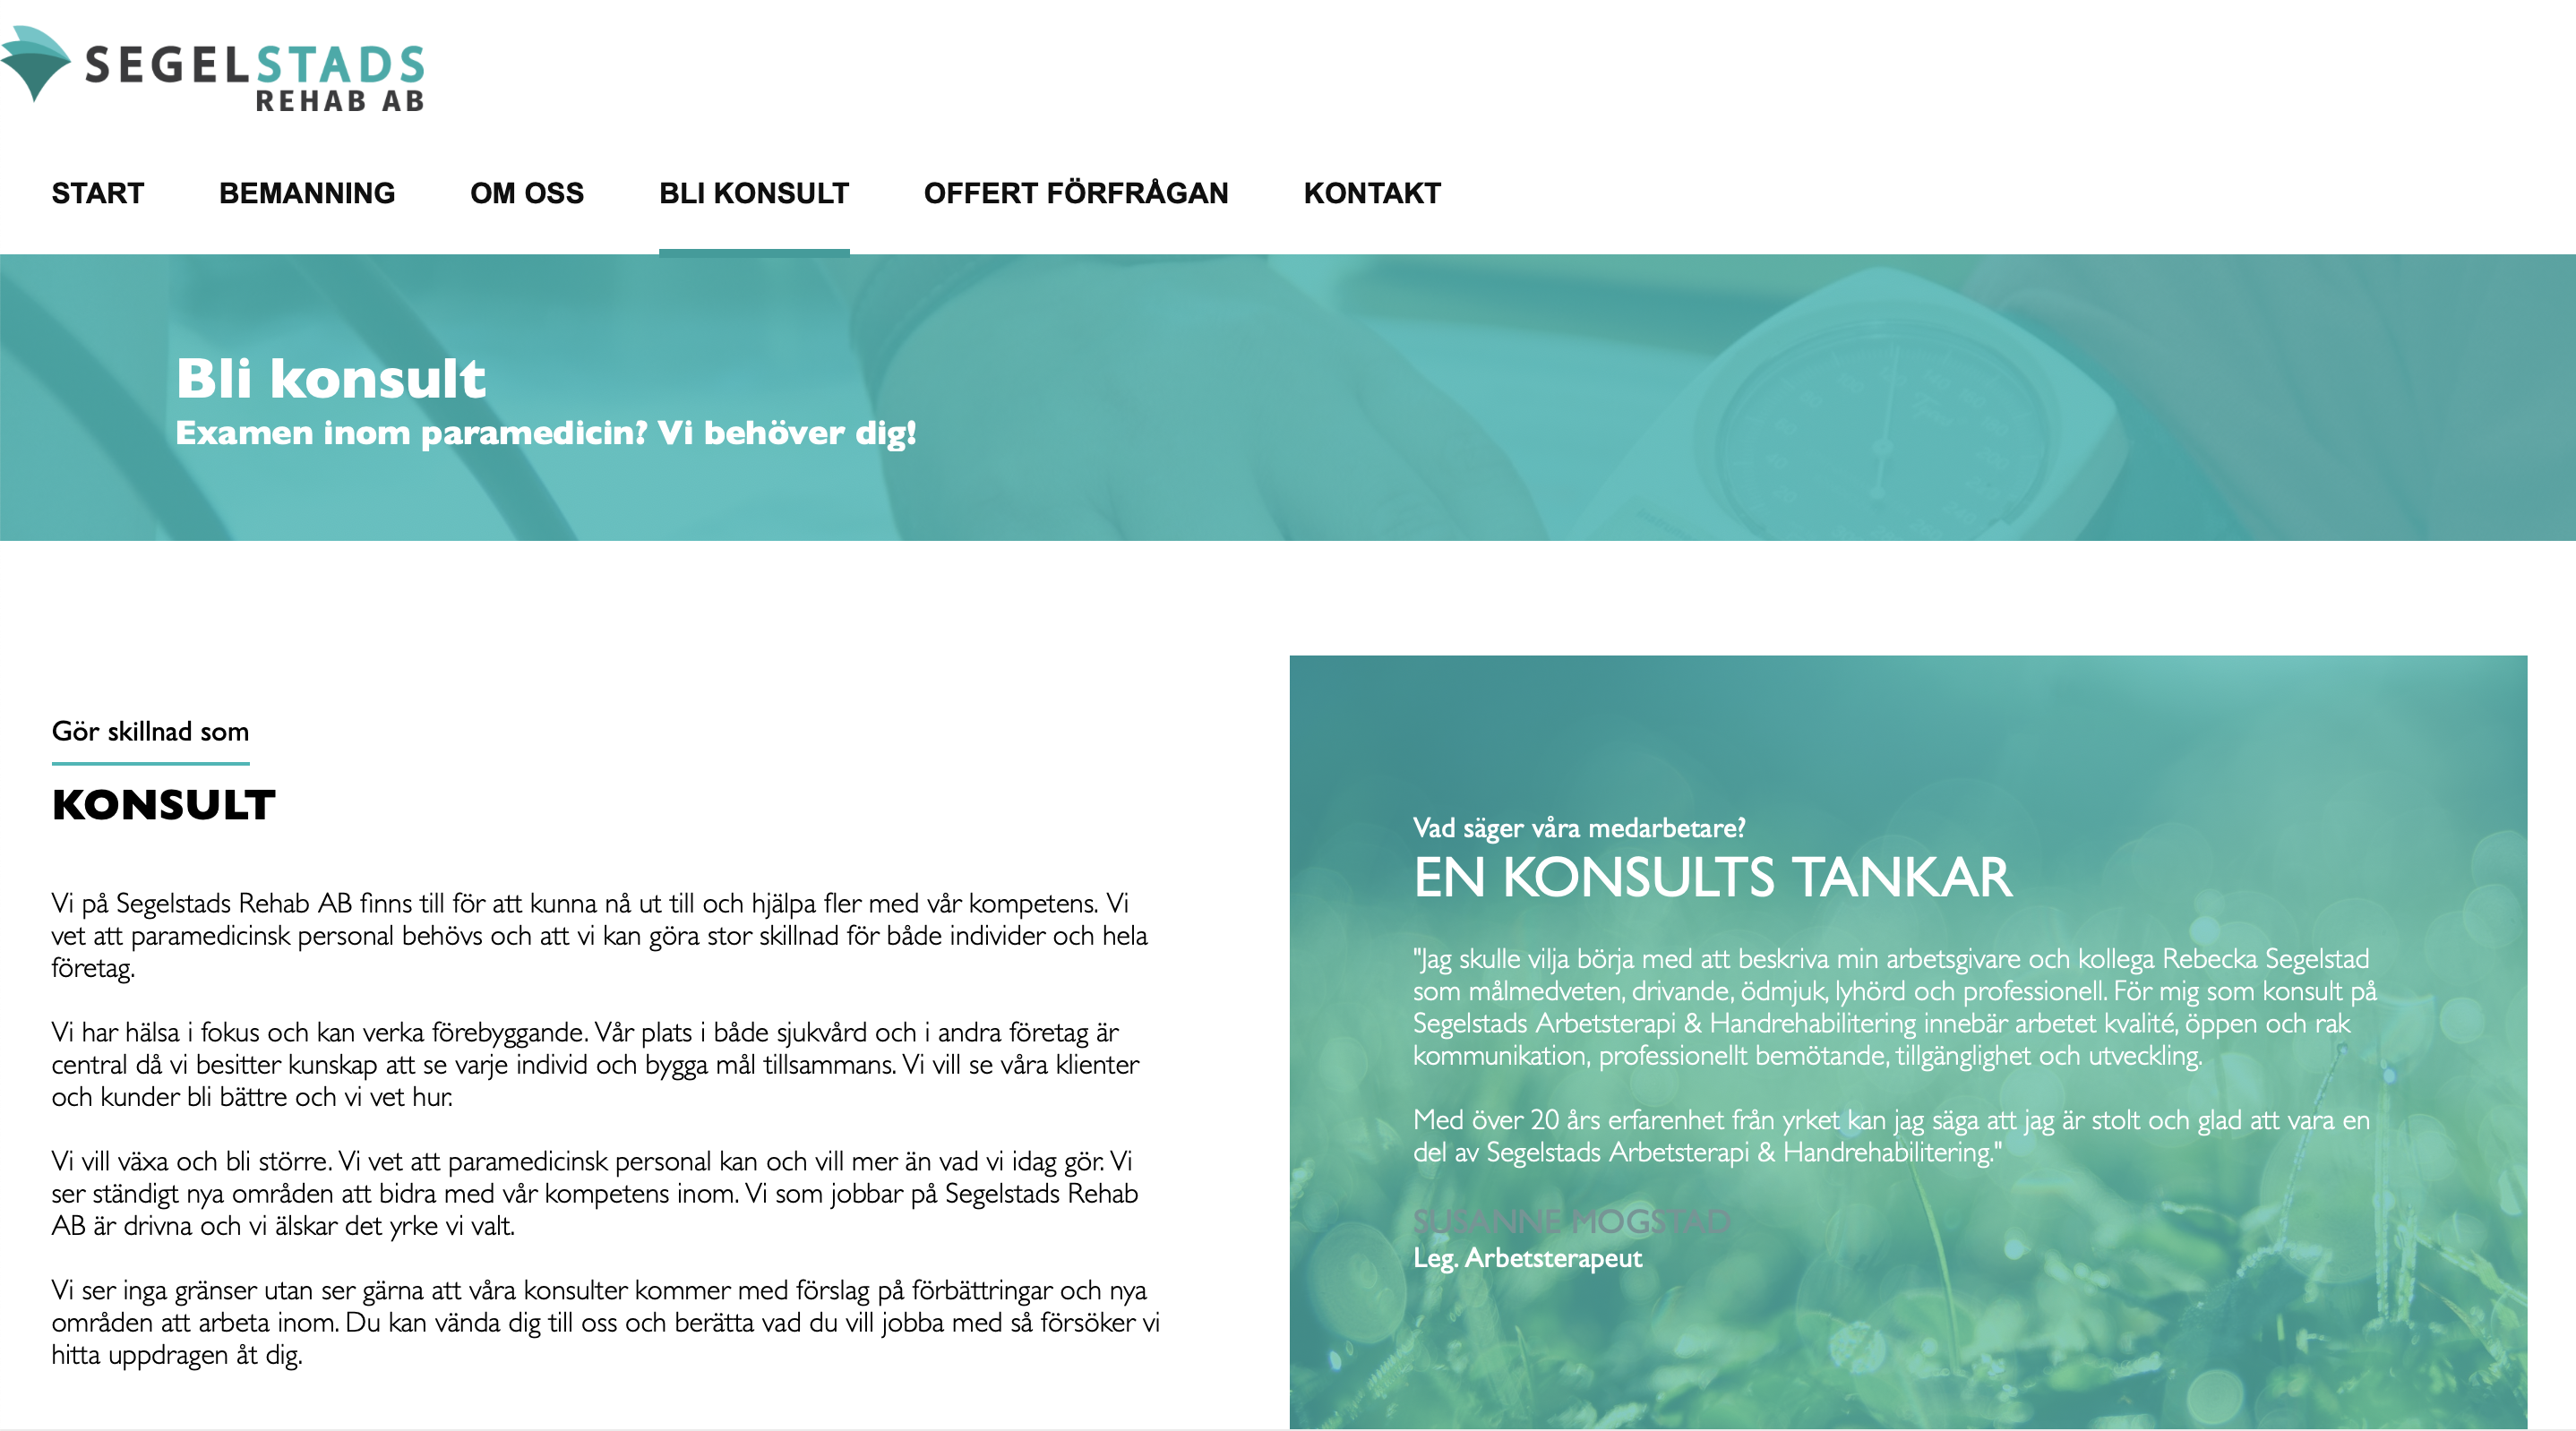 SEGELSTADS
REHAB AB
START BEMANNING OM OSS BLI KONSULT OFFERT FÖRFRÅGAN KONTAKT
Bli konsult
Examen inom paramedicin? Vi behöver dig!
Gör skillnad som
KONSULT
Vi på Segelstads Rehab AB finns till för att kunna nå ut till och hjälpa fler med vår kompetens. Vi
vet att paramedicinsk personal behövs och att vi kan göra stor skillnad för både individer och hela
företag.
Vi har hälsa i fokus och kan verka förebyggande. Vår plats i både sjukvård och i andra företag är
central då vi besitter kunskap att se varje individ och bygga mål tillsammans. Vi vill se våra klienter
och kunder bli bättre och vi vet hur.
Vi vill växa och bli större. Vi vet att paramedicinsk personal kan och vill mer än vad vi idag gör. Vi
ser ständigt nya områden att bidra med vår kompetens inom. Vi som jobbar på Segelstads Rehab
AB är drivna och vi älskar det yrke vi valt.
Vi ser inga gränser utan ser gärna att våra konsulter kommer med förslag på förbättringar och nya
områden att arbeta inom. Du kan vända dig till oss och berätta vad du vill jobba med så försöker vi
hitta uppdragen åt dig.
Vad säger våra medarbetare?
EN KONSULTS TANKAR
"Jag skulle vilja börja med att beskriva min arbetsgivare och kollega Rebecka Segelstad
som målmedveten, drivande, ödmjuk, lyhörd och professionell. För mig som konsult på
Segelstads Arbetsterapi & Handrehabilitering innebär arbetet kvalité, öppen och rak
kommunikation, professionellt bemötande, tillgänglighet och utveckling.
Med över 20 års erfarenhet från yrket kan jag säga att jag är stolt och glad att vara en
del av Segelstads Arbetsterapi & Handrehabilitering."
SUSANNE MOGSTAD
Leg. Arbetsterapeut